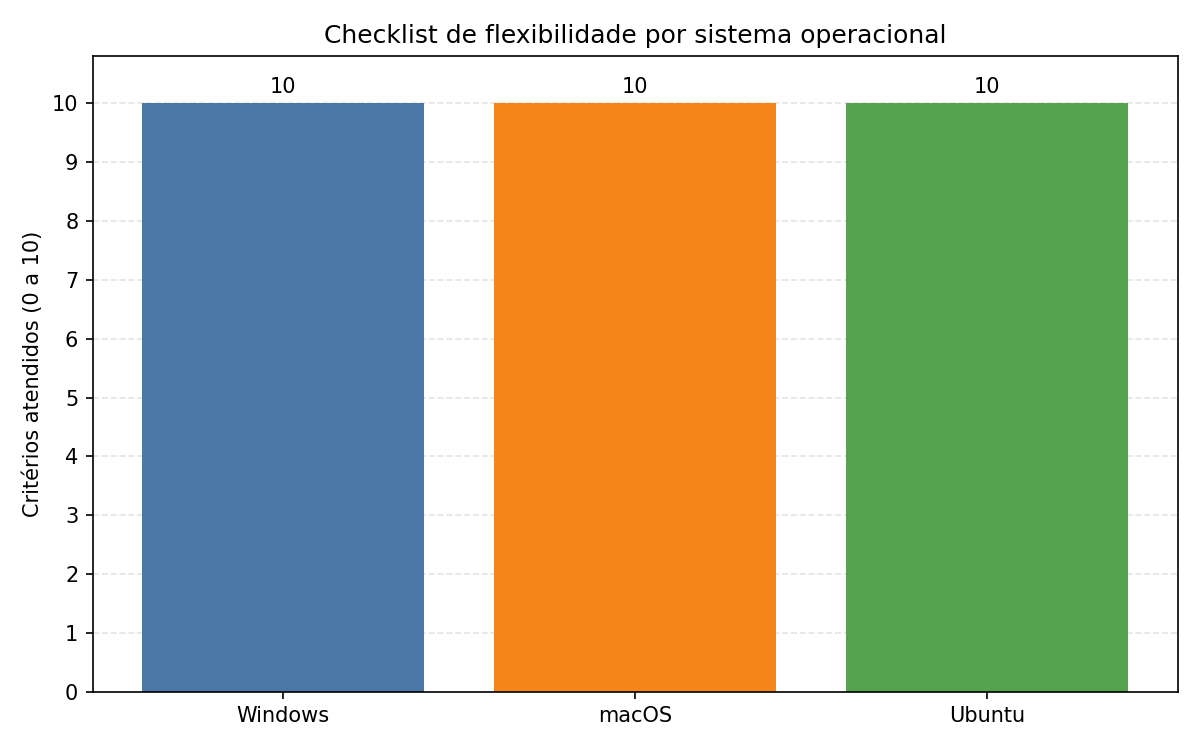 Checklist de flexibilidade por sistema operacional
10 10 10
Critérios atendidos (0 a 10)
10
9
8
7
6
5
4
3
2
1
0
Windows macOS Ubuntu